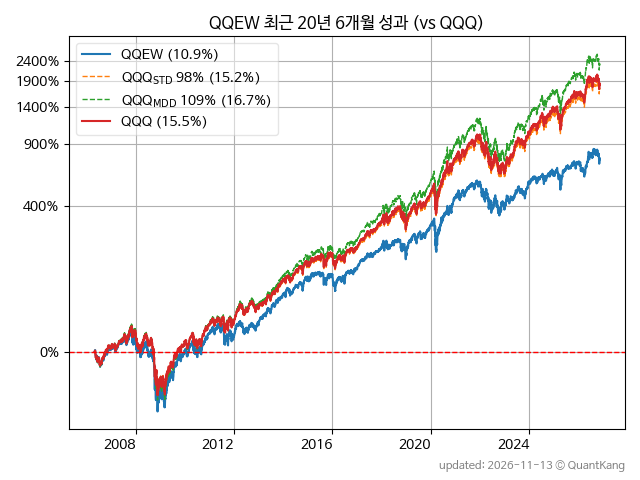 QQEW 최근 20년 6개월 성과 (vs QQQ)
QQEW (10.9%)
QQQSTD 98% (15.2%)
QQQMDD 109% (16.7%)
QQQ (15.5%)
2400%
1900%
1400%
900%
400%
0%
2008 2012 2016 2020 2024
updated: 2026-11-13 © QuantKang